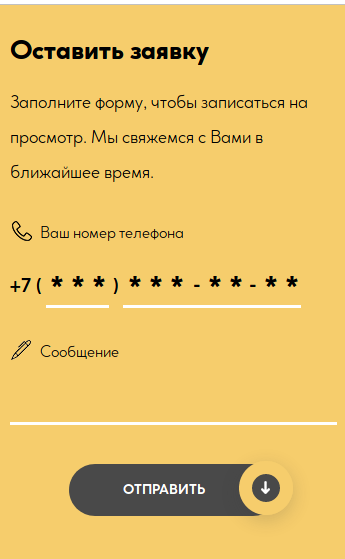 Оставить заявку
Заполните форму, чтобы записаться на
просмотр. Мы свяжемся с Вами в
ближайшее время.
Ваш номер телефона
+7 ( * * * ) * * * - * * - * *
Сообщение
ОТПРАВИТЬ